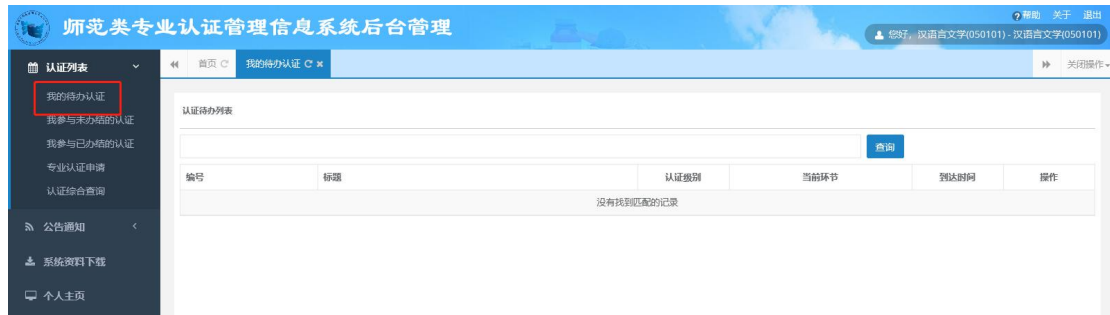 师范类专业认证管理信息系统后台管理
帮助 关于 退出
您好，汉语言文学(050101) - 汉语言文学(050101)
认证列表
首页
我的待办认证
关闭操作
我的待办认证
我参与未办结的认证
我参与已办结的认证
专业认证申请
认证综合查询
公告通知
系统资料下载
个人主页
认证待办列表
查询
编号 标题 认证级别 当前环节 到达时间 操作
没有找到匹配的记录